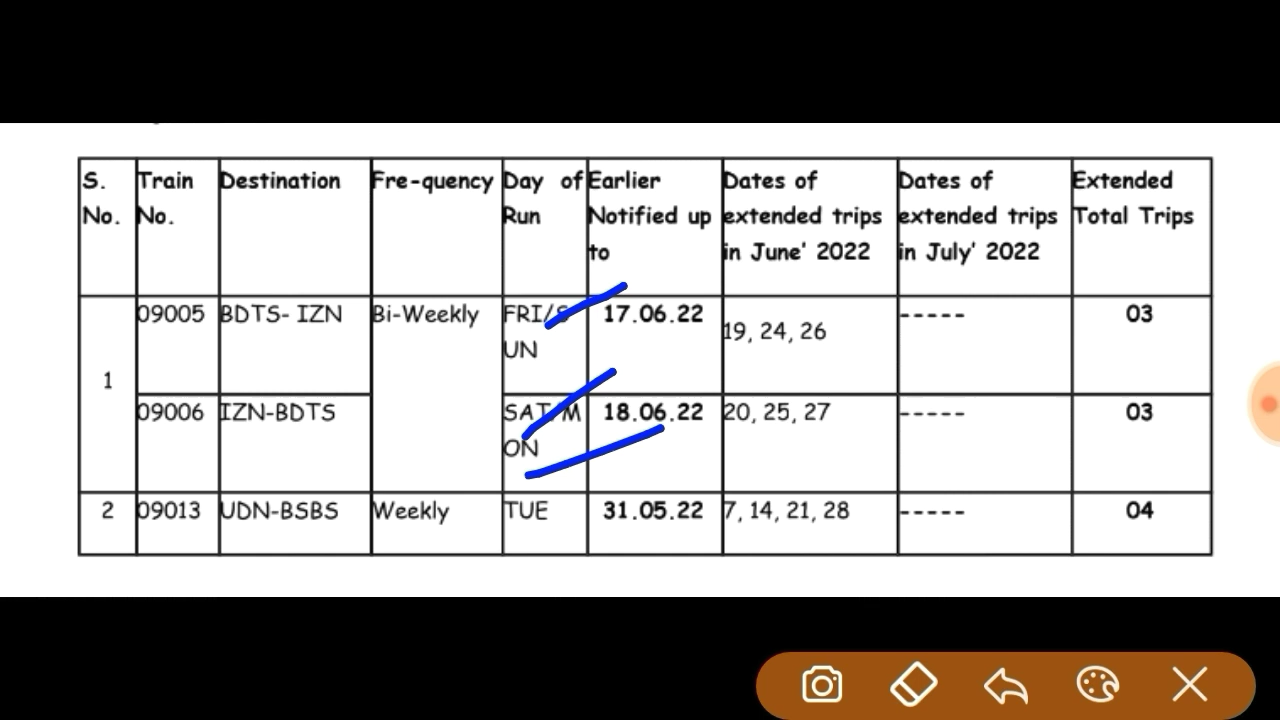 S. No. Train No. Destination Fre-quency Day of Run Earlier Notified up to Dates of extended trips in June' 2022 Dates of extended trips in July' 2022 Extended Total Trips
1 09005 BDTS- IZN Bi-Weekly FRI/SUN 17.06.22 19, 24, 26 ----- 03
09006 IZN-BDTS SAT/MON 18.06.22 20, 25, 27 ----- 03
2 09013 UDN-BSBS Weekly TUE 31.05.22 7, 14, 21, 28 ----- 04